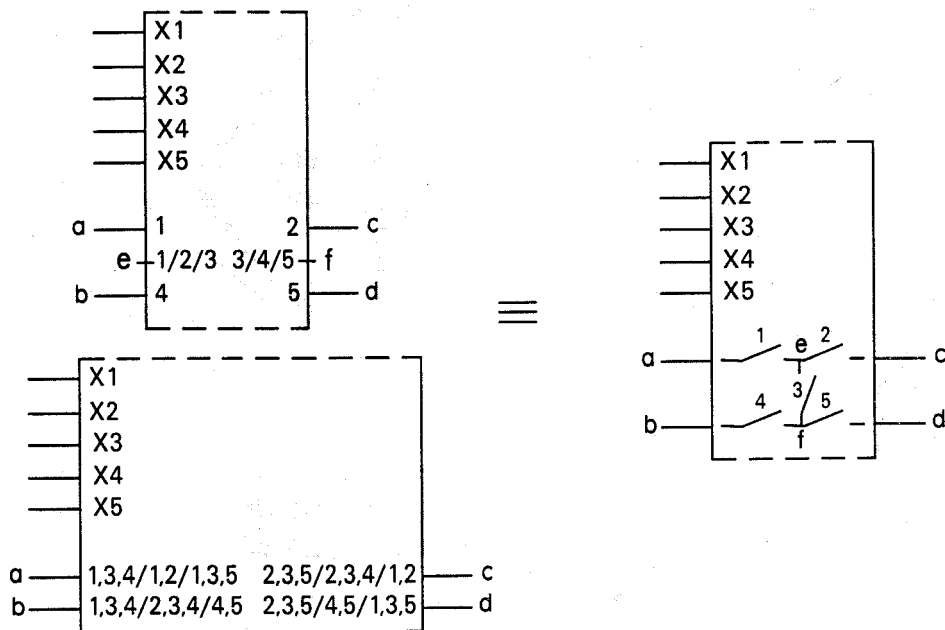 X1
X2
X3
X4
X5
a 1 2 c
e 1/2/3 3/4/5 f
b 4 5 d
≡
X1
X2
X3
X4
X5
a 1,3,4/1,2/1,3,5 2,3,5/2,3,4/1,2 c
b 1,3,4/2,3,4/4,5 2,3,5/4,5/1,3,5 d
X1
X2
X3
X4
X5
1 e 2
a c
4 3 5
b f d